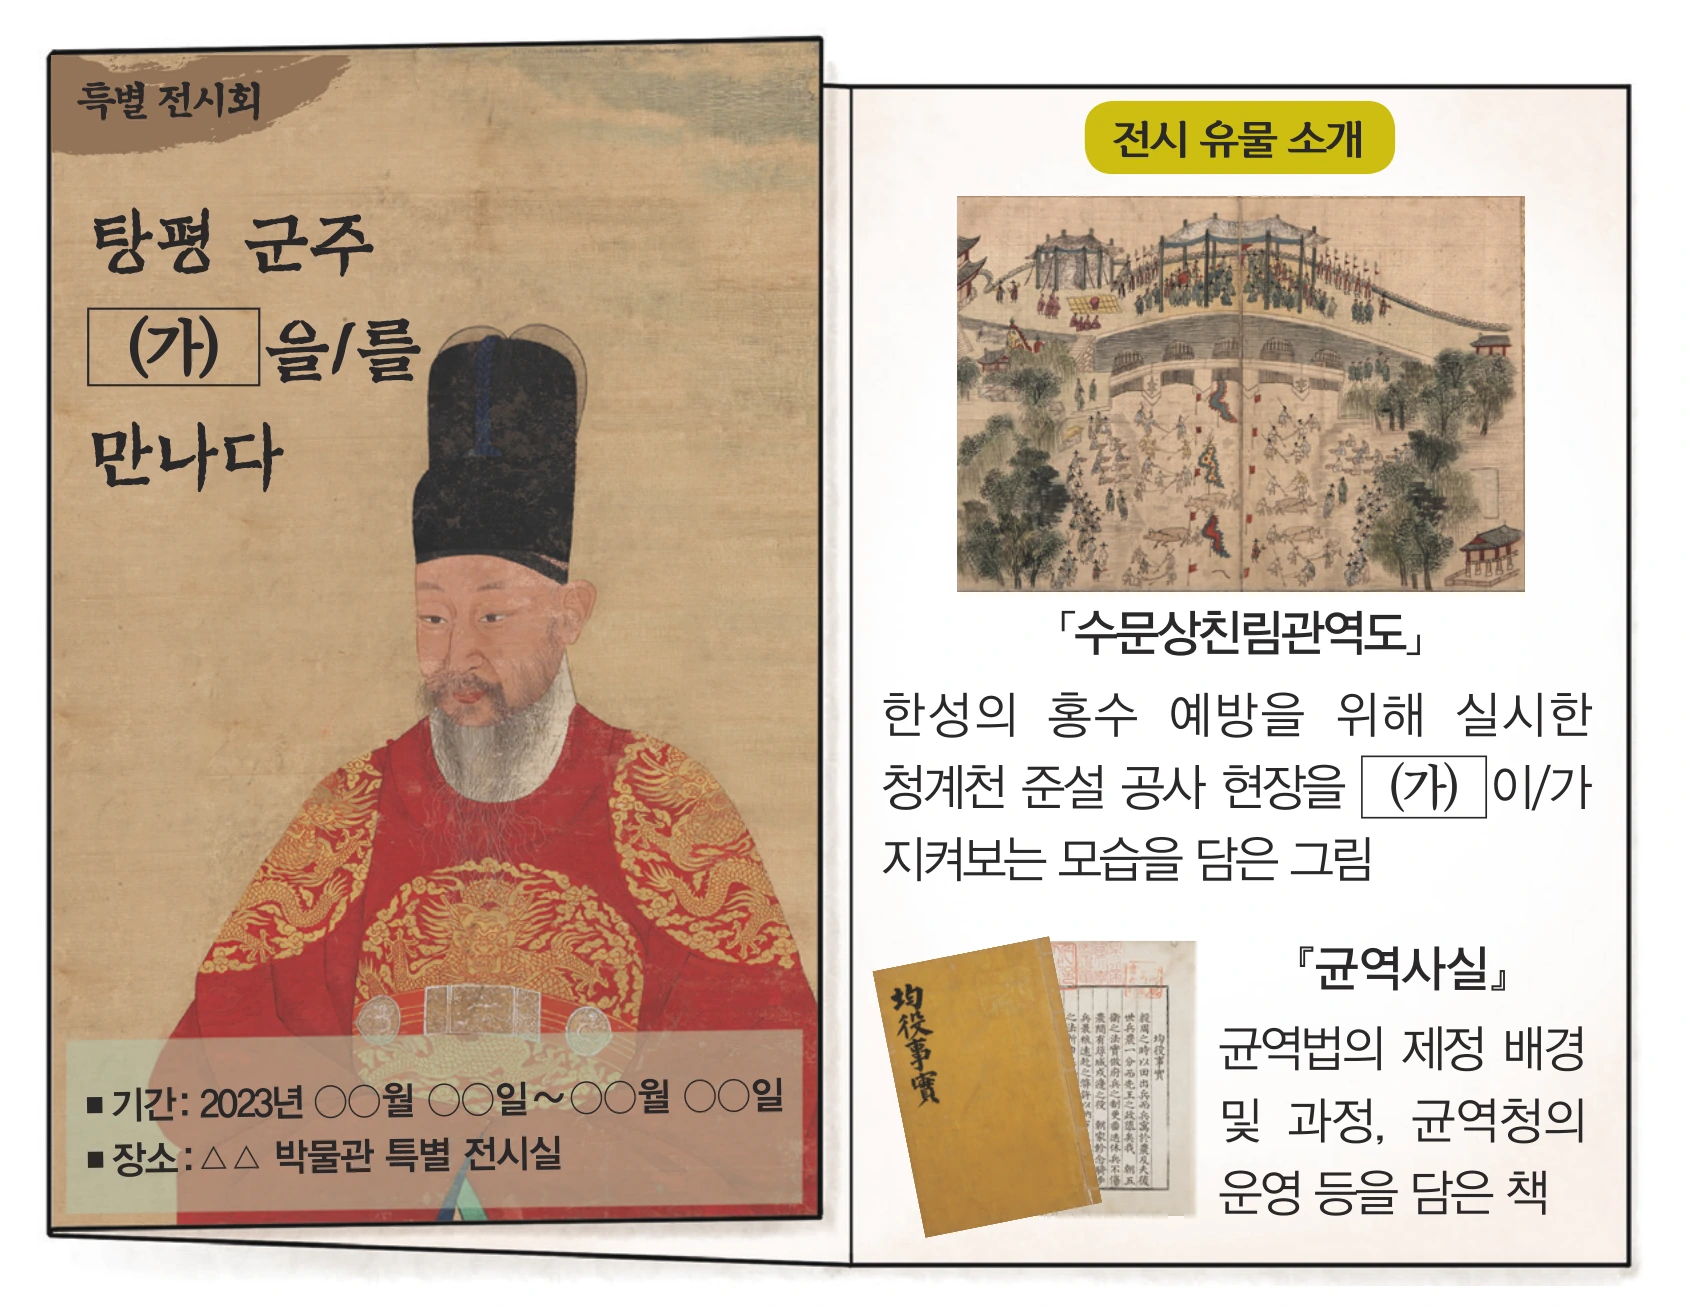 특별 전시회
탕평 군주
(가) 을/를
만나다
■ 기간: 2023년 ○○월 ○○일~○○월 ○○일
■ 장소: △△ 박물관 특별 전시실
전시 유물 소개
「수문상친림관역도」
한성의 홍수 예방을 위해 실시한
청계천 준설 공사 현장을 (가) 이/가
지켜보는 모습을 담은 그림
均役事實
均役事實
『균역사실』
균역법의 제정 배경
및 과정, 균역청의
운영 등을 담은 책